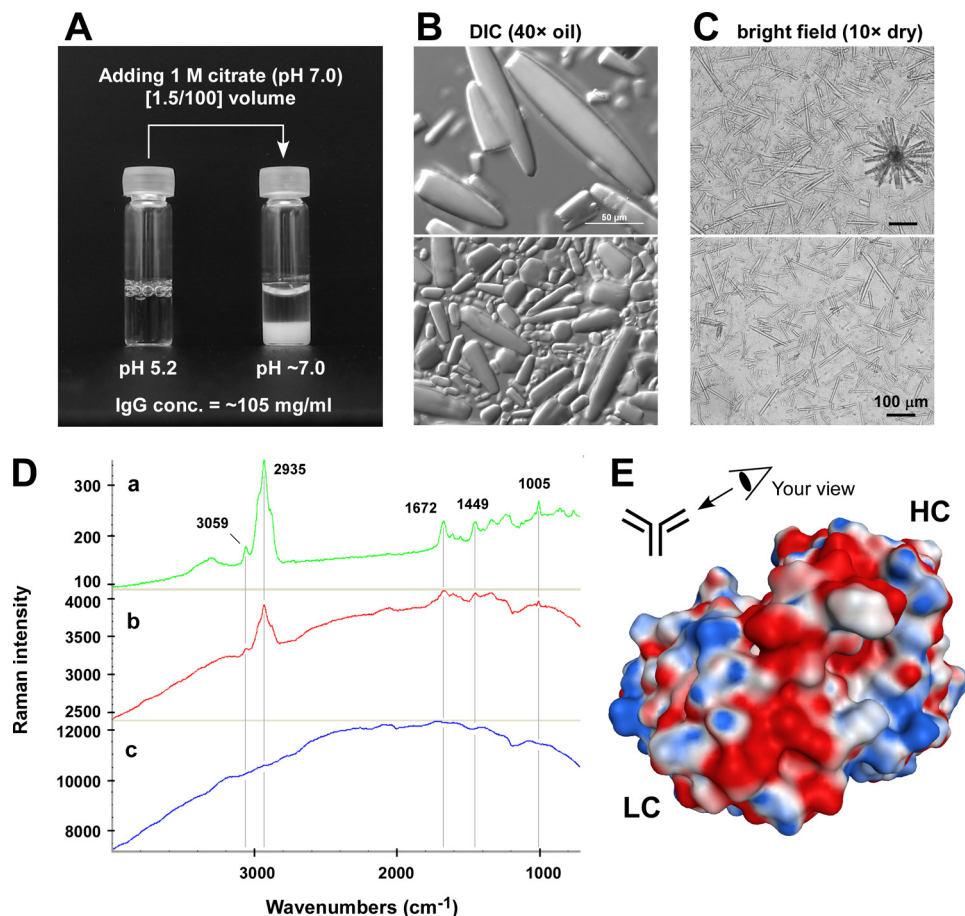 A
Adding 1 M citrate (pH 7.0)
[1.5/100] volume
pH 5.2
pH ~7.0
IgG conc. = ~105 mg/ml
B
DIC (40× oil)
50 µm
C
bright field (10× dry)
100 µm
D
a
300
200
100
3059
2935
1672
1449
1005
b
4000
3500
3000
2500
c
12000
10000
8000
Raman intensity
3000
2000
1000
Wavenumbers (cm-1)
E
Your view
HC
LC